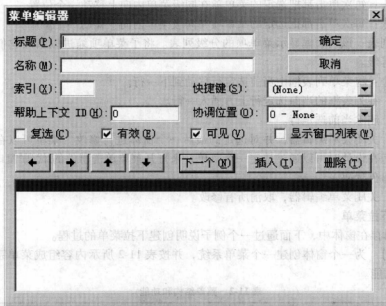 菜单编辑器
标题(P):
确定
名称(M):
取消
索引(X):
快捷键(S):
(None)
帮助上下文 ID(H):
0
协调位置(O):
0 - None
复选(C)
有效(E)
可见(V)
显示窗口列表(W)
下一个(N)
插入(I)
删除(T)